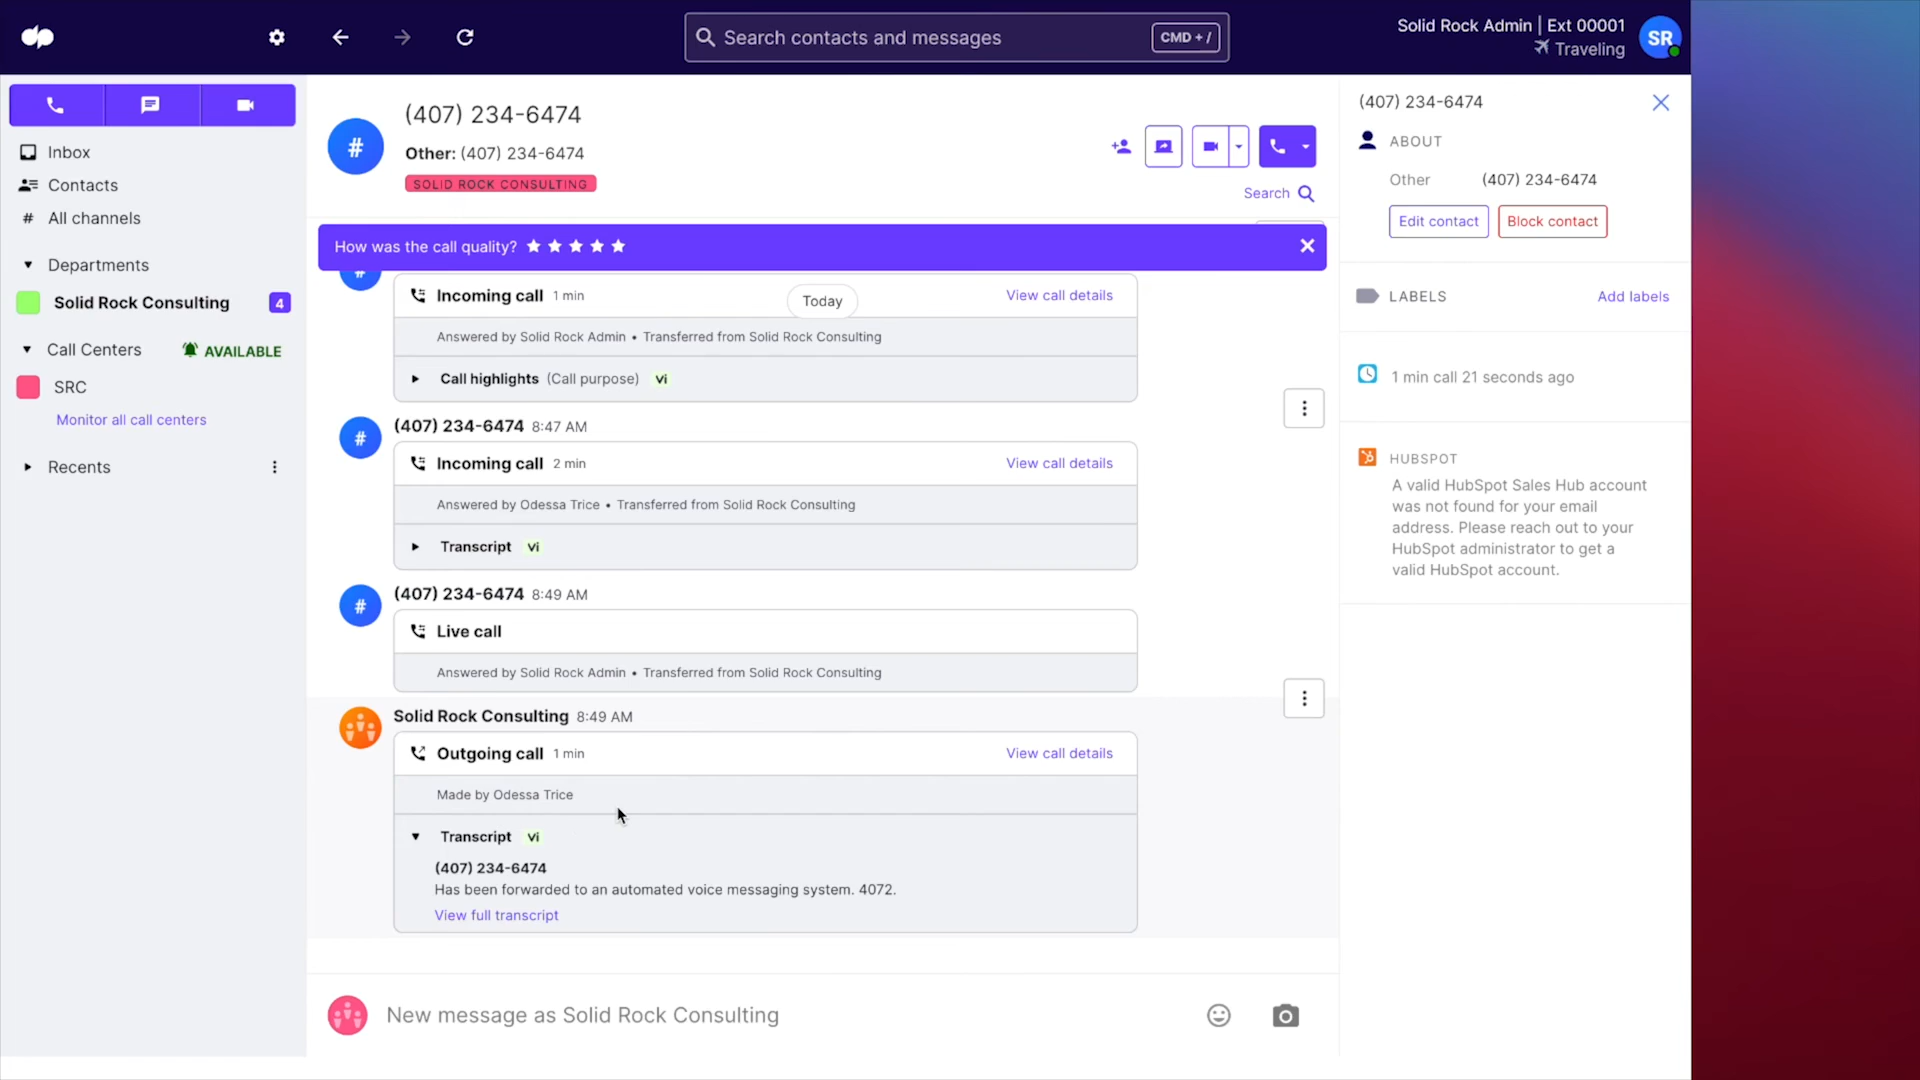 Search contacts and messages
CMD + /
Solid Rock Admin | Ext 00001
Traveling
SR
Inbox
Contacts
# All channels
Departments
Solid Rock Consulting 4
Call Centers AVAILABLE
SRC
Monitor all call centers
Recents
#
(407) 234-6474
Other: (407) 234-6474
SOLID ROCK CONSULTING
Search
How was the call quality?
#
Incoming call 1 min
Today
View call details
Answered by Solid Rock Admin • Transferred from Solid Rock Consulting
Call highlights (Call purpose) Vi
#
(407) 234-6474 8:47 AM
Incoming call 2 min
View call details
Answered by Odessa Trice • Transferred from Solid Rock Consulting
Transcript Vi
#
(407) 234-6474 8:49 AM
Live call
Answered by Solid Rock Admin • Transferred from Solid Rock Consulting
Solid Rock Consulting 8:49 AM
Outgoing call 1 min
View call details
Made by Odessa Trice
Transcript Vi
(407) 234-6474
Has been forwarded to an automated voice messaging system. 4072.
View full transcript
New message as Solid Rock Consulting
(407) 234-6474
ABOUT
Other (407) 234-6474
Edit contact
Block contact
LABELS
Add labels
1 min call 21 seconds ago
HUBSPOT
A valid HubSpot Sales Hub account
was not found for your email
address. Please reach out to your
HubSpot administrator to get a
valid HubSpot account.